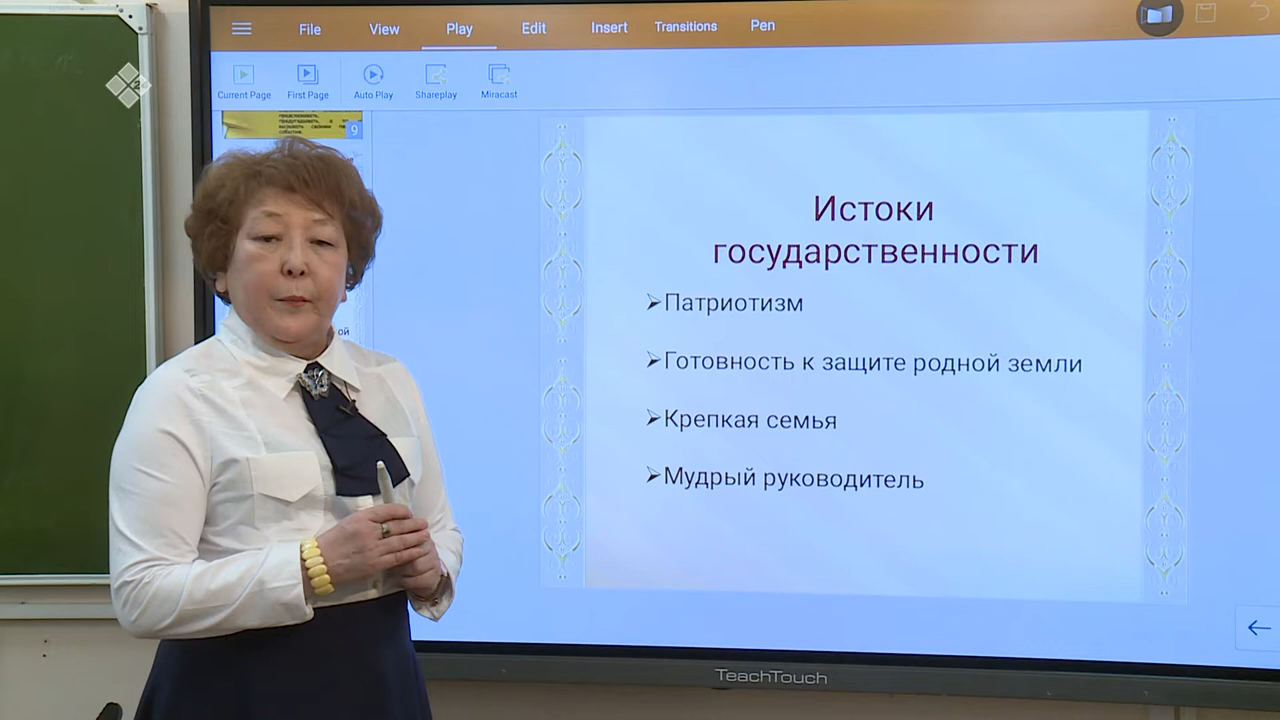 File View Play Edit Insert Transitions Pen
Current Page First Page Auto Play Shareplay Miracast
9
Истоки
государственности
➢Патриотизм
➢Готовность к защите родной земли
➢Крепкая семья
➢Мудрый руководитель
ой
TeachTouch